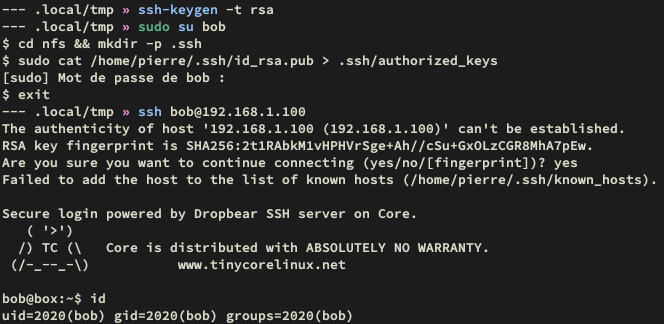 --- .local/tmp » ssh-keygen -t rsa
--- .local/tmp » sudo su bob
$ cd nfs && mkdir -p .ssh
$ sudo cat /home/pierre/.ssh/id_rsa.pub > .ssh/authorized_keys
[sudo] Mot de passe de bob :
$ exit
--- .local/tmp » ssh bob@192.168.1.100
The authenticity of host '192.168.1.100 (192.168.1.100)' can't be established.
RSA key fingerprint is SHA256:2t1RAbkM1vHPHVrSge+Ah//cSu+GxOLzCGR8MhA7pEw.
Are you sure you want to continue connecting (yes/no/[fingerprint])? yes
Failed to add the host to the list of known hosts (/home/pierre/.ssh/known_hosts).

Secure login powered by Dropbear SSH server on Core.
   ( '>')
  /) TC (\   Core is distributed with ABSOLUTELY NO WARRANTY.
 (/-_--_-\)           www.tinycorelinux.net

bob@box:~$ id
uid=2020(bob) gid=2020(bob) groups=2020(bob)